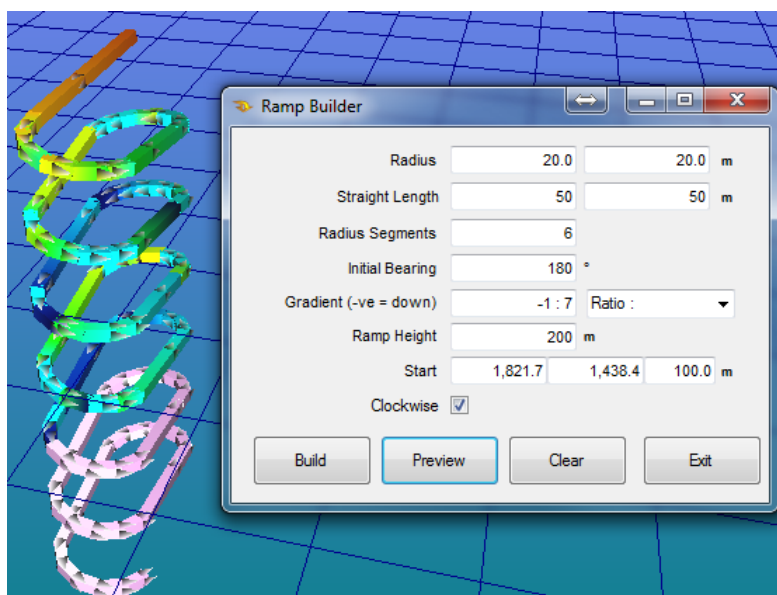 Ramp Builder
Radius 20.0 20.0 m
Straight Length 50 50 m
Radius Segments 6
Initial Bearing 180 °
Gradient (-ve = down) -1 : 7 Ratio :
Ramp Height 200 m
Start 1,821.7 1,438.4 100.0 m
Clockwise
Build Preview Clear Exit